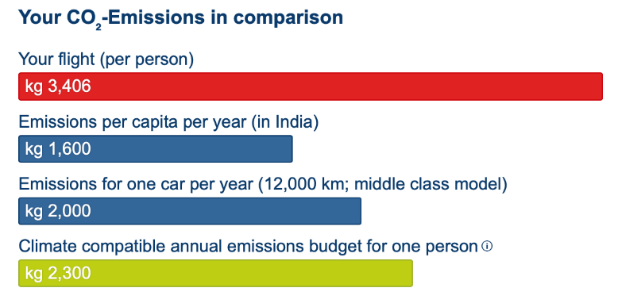 Your CO₂-Emissions in comparison
Your flight (per person)
kg 3,406
Emissions per capita per year (in India)
kg 1,600
Emissions for one car per year (12,000 km; middle class model)
kg 2,000
Climate compatible annual emissions budget for one person ⓘ
kg 2,300